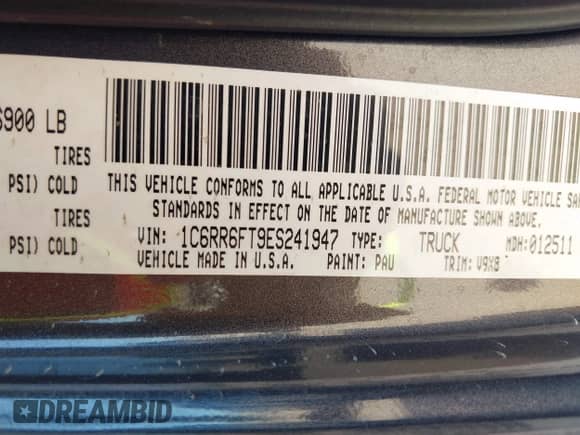 6900 LB
TIRES
PSI) COLD
THIS VEHICLE CONFORMS TO ALL APPLICABLE U.S.A. FEDERAL MOTOR VEHICLE SAF
TIRES
STANDARDS IN EFFECT ON THE DATE OF MANUFACTURE SHOWN ABOVE.
PSI) COLD
VIN: 1C6RR6FT9ES241947 TYPE: TRUCK MDH:012511
VEHICLE MADE IN U.S.A. PAINT: PAU TRIM: V9X8
DREAMBID